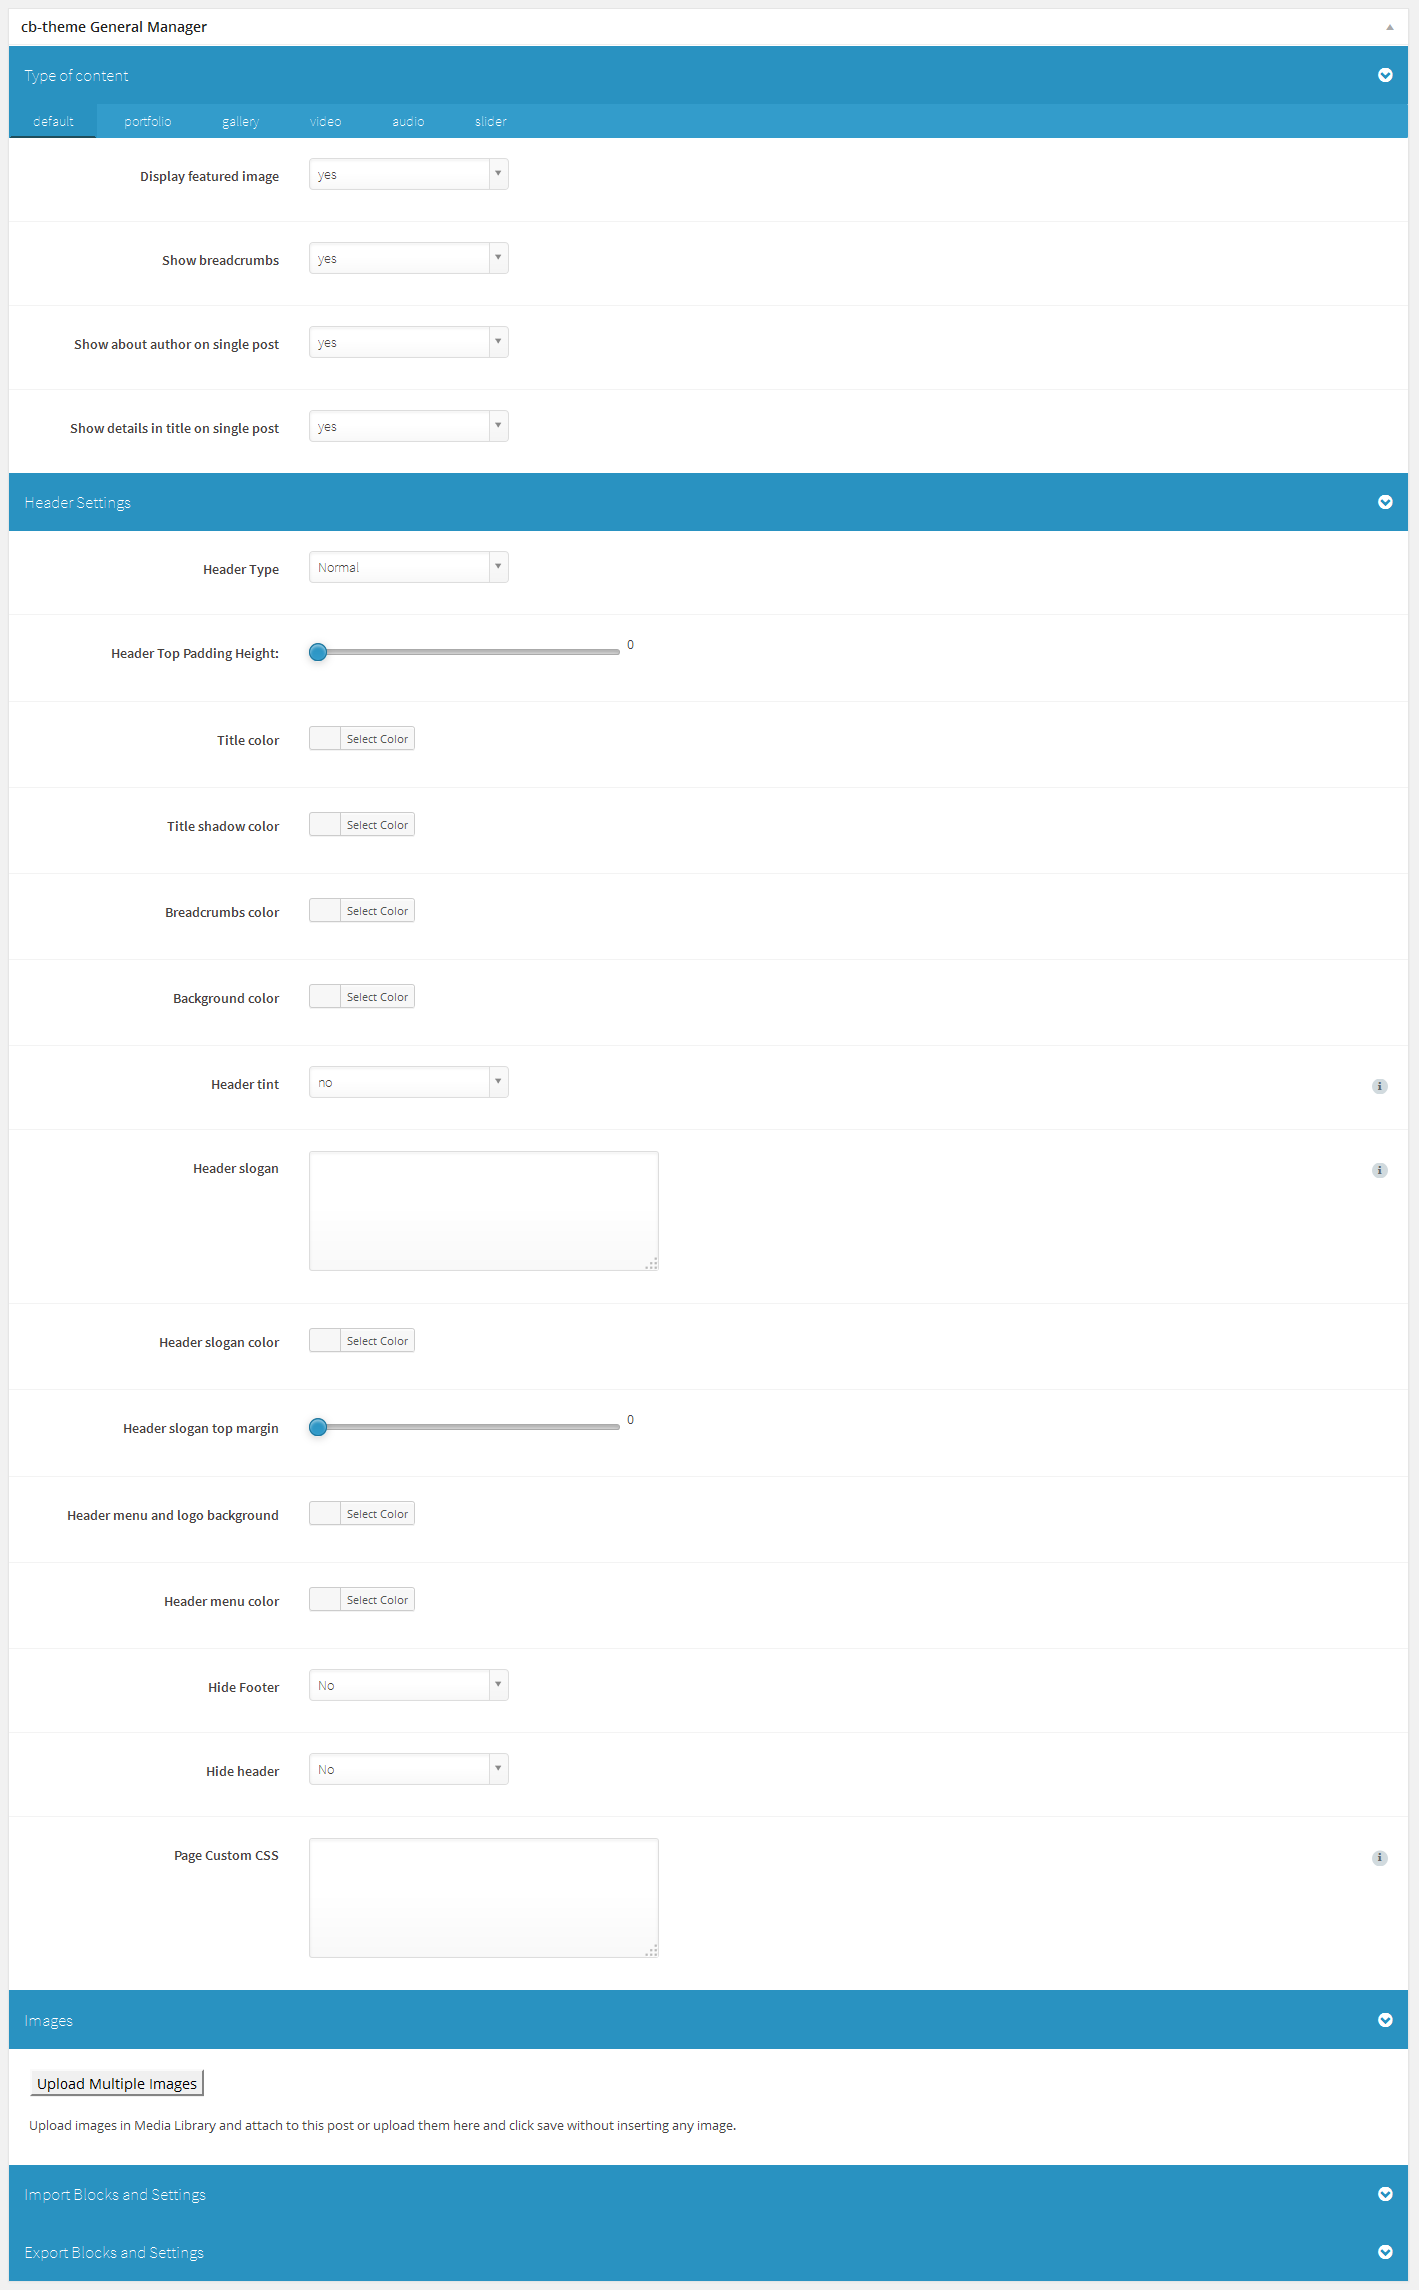 cb-theme General Manager
Type of content
default portfolio gallery video audio slider
Display featured image yes
Show breadcrumbs yes
Show about author on single post yes
Show details in title on single post yes
Header Settings
Header Type Normal
Header Top Padding Height: 0
Title color Select Color
Title shadow color Select Color
Breadcrumbs color Select Color
Background color Select Color
Header tint no
Header slogan
Header slogan color Select Color
Header slogan top margin 0
Header menu and logo background Select Color
Header menu color Select Color
Hide Footer No
Hide header No
Page Custom CSS
Images
Upload Multiple Images
Upload images in Media Library and attach to this post or upload them here and click save without inserting any image.
Import Blocks and Settings
Export Blocks and Settings